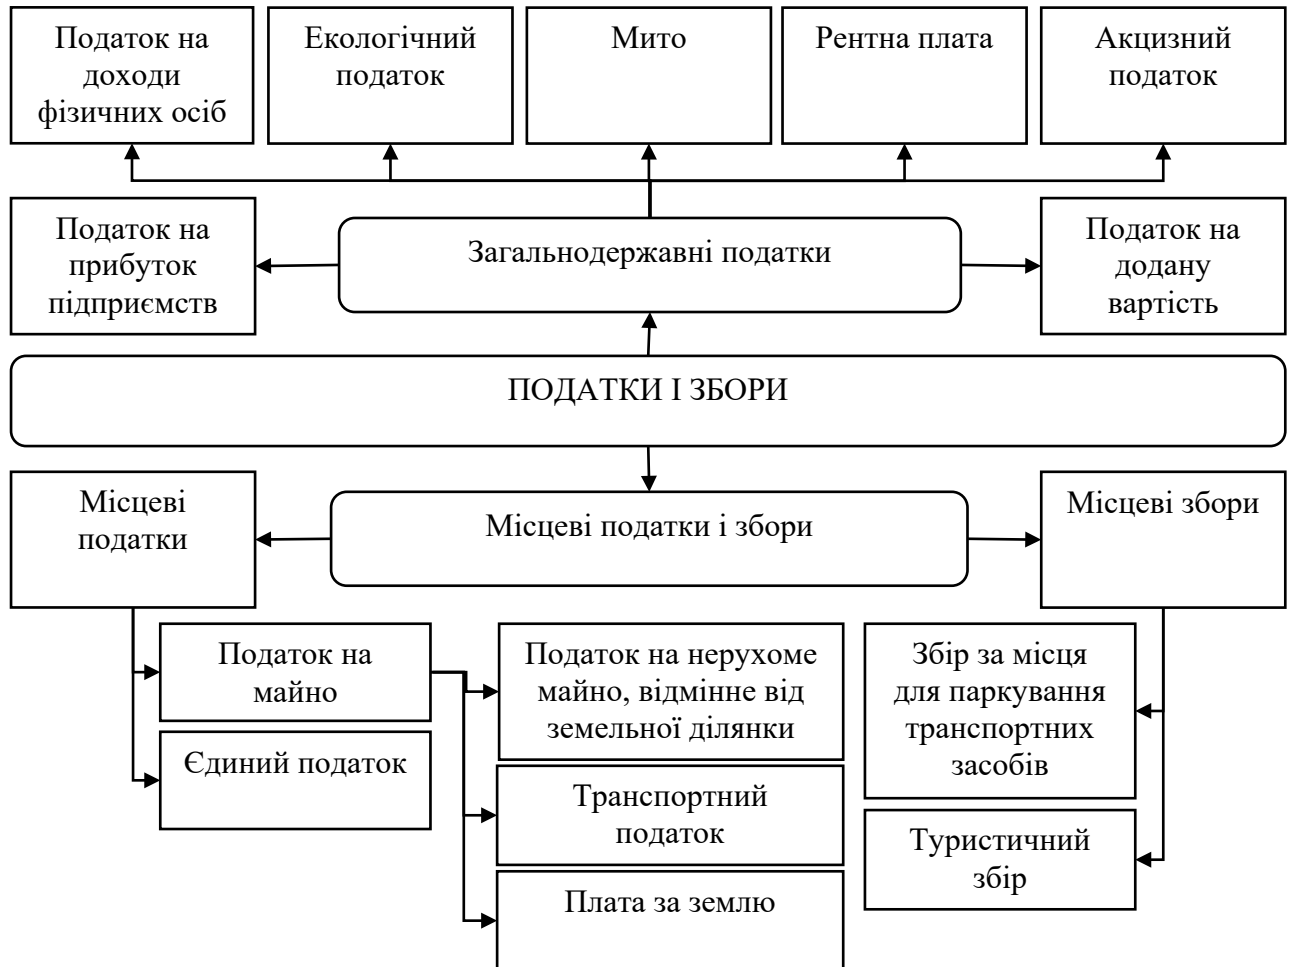 Податок на
доходи
фізичних осіб
Екологічний
податок
Мито
Рентна плата
Акцизний
податок
Податок на
прибуток
підприємств
Загальнодержавні податки
Податок на
додану
вартість
ПОДАТКИ І ЗБОРИ
Місцеві
податки
Місцеві податки і збори
Місцеві збори
Податок на
майно
Єдиний податок
Податок на нерухоме
майно, відмінне від
земельної ділянки
Транспортний
податок
Плата за землю
Збір за місця
для паркування
транспортних
засобів
Туристичний
збір